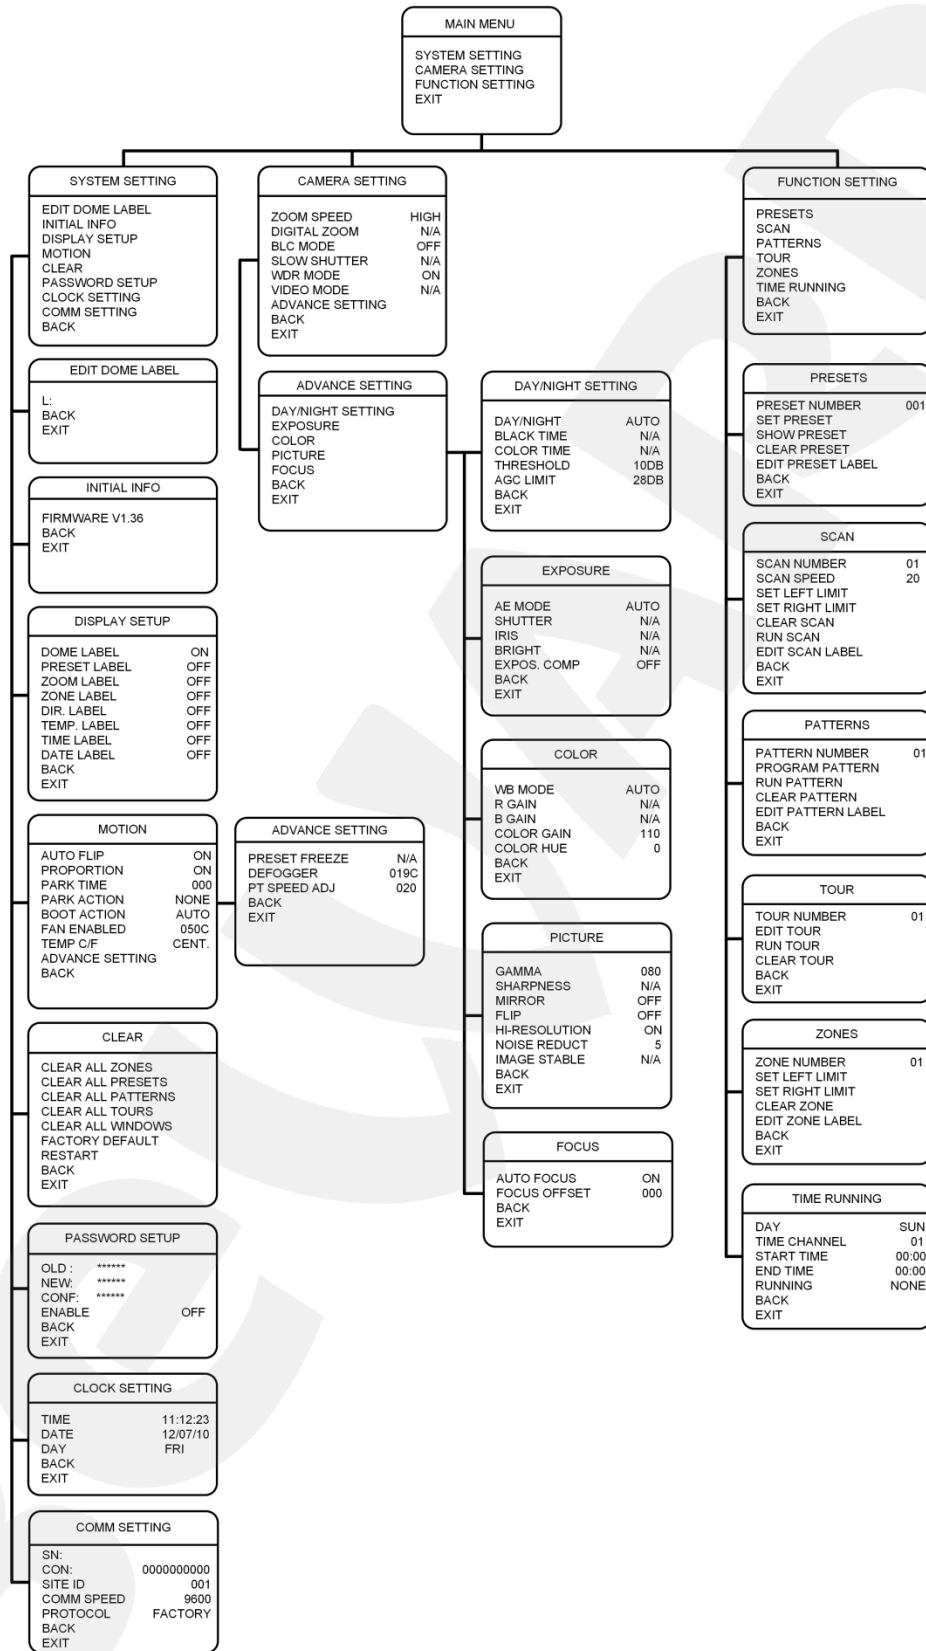 MAIN MENU
SYSTEM SETTING
CAMERA SETTING
FUNCTION SETTING
EXIT
SYSTEM SETTING
EDIT DOME LABEL
INITIAL INFO
DISPLAY SETUP
MOTION
CLEAR
PASSWORD SETUP
CLOCK SETTING
COMM SETTING
BACK
EDIT DOME LABEL
L:
BACK
EXIT
INITIAL INFO
FIRMWARE V1.36
BACK
EXIT
DISPLAY SETUP
DOME LABEL ON
PRESET LABEL OFF
ZOOM LABEL OFF
ZONE LABEL OFF
DIR. LABEL OFF
TEMP. LABEL OFF
TIME LABEL OFF
DATE LABEL OFF
BACK
EXIT
MOTION
AUTO FLIP ON
PROPORTION ON
PARK TIME 000
PARK ACTION NONE
BOOT ACTION AUTO
FAN ENABLED 050C
TEMP C/F CENT.
ADVANCE SETTING
BACK
ADVANCE SETTING
PRESET FREEZE N/A
DEFOGGER 019C
PT SPEED ADJ 020
BACK
EXIT
CLEAR
CLEAR ALL ZONES
CLEAR ALL PRESETS
CLEAR ALL PATTERNS
CLEAR ALL TOURS
CLEAR ALL WINDOWS
FACTORY DEFAULT
RESTART
BACK
EXIT
PASSWORD SETUP
OLD : ******
NEW: ******
CONF: ******
ENABLE OFF
BACK
EXIT
CLOCK SETTING
TIME 11:12:23
DATE 12/07/10
DAY FRI
BACK
EXIT
COMM SETTING
SN:
CON: 0000000000
SITE ID 001
COMM SPEED 9600
PROTOCOL FACTORY
BACK
EXIT
CAMERA SETTING
ZOOM SPEED HIGH
DIGITAL ZOOM N/A
BLC MODE OFF
SLOW SHUTTER N/A
WDR MODE ON
VIDEO MODE N/A
ADVANCE SETTING
BACK
EXIT
ADVANCE SETTING
DAY/NIGHT SETTING
EXPOSURE
COLOR
PICTURE
FOCUS
BACK
EXIT
DAY/NIGHT SETTING
DAY/NIGHT AUTO
BLACK TIME N/A
COLOR TIME N/A
THRESHOLD 10DB
AGC LIMIT 28DB
BACK
EXIT
EXPOSURE
AE MODE AUTO
SHUTTER N/A
IRIS N/A
BRIGHT N/A
EXPOS. COMP OFF
BACK
EXIT
COLOR
WB MODE AUTO
R GAIN N/A
B GAIN N/A
COLOR GAIN 110
COLOR HUE 0
BACK
EXIT
PICTURE
GAMMA 080
SHARPNESS N/A
MIRROR OFF
FLIP OFF
HI-RESOLUTION ON
NOISE REDUCT 5
IMAGE STABLE N/A
BACK
EXIT
FOCUS
AUTO FOCUS ON
FOCUS OFFSET 000
BACK
EXIT
FUNCTION SETTING
PRESETS
SCAN
PATTERNS
TOUR
ZONES
TIME RUNNING
BACK
EXIT
PRESETS
PRESET NUMBER 001
SET PRESET
SHOW PRESET
CLEAR PRESET
EDIT PRESET LABEL
BACK
EXIT
SCAN
SCAN NUMBER 01
SCAN SPEED 20
SET LEFT LIMIT
SET RIGHT LIMIT
CLEAR SCAN
RUN SCAN
EDIT SCAN LABEL
BACK
EXIT
PATTERNS
PATTERN NUMBER 01
PROGRAM PATTERN
RUN PATTERN
CLEAR PATTERN
EDIT PATTERN LABEL
BACK
EXIT
TOUR
TOUR NUMBER 01
EDIT TOUR
RUN TOUR
CLEAR TOUR
BACK
EXIT
ZONES
ZONE NUMBER 01
SET LEFT LIMIT
SET RIGHT LIMIT
CLEAR ZONE
EDIT ZONE LABEL
BACK
EXIT
TIME RUNNING
DAY SUN
TIME CHANNEL 01
START TIME 00:00
END TIME 00:00
RUNNING NONE
BACK
EXIT